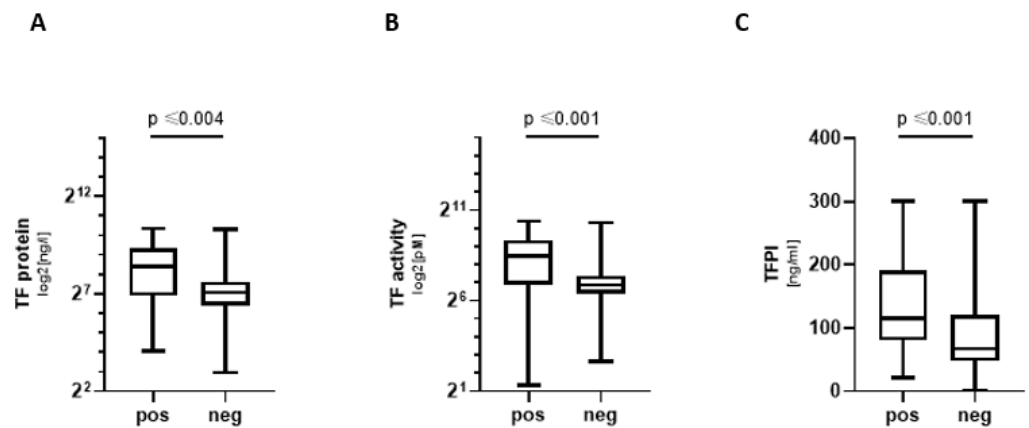 A
B
C
p ≤0.004
p ≤0.001
p ≤0.001
TF protein
log2[ng/l]
2^12
2^7
2^2
pos
neg
TF activity
log2[pM]
2^11
2^6
2^1
pos
neg
TFPI
[ng/ml]
400
300
200
100
0
pos
neg